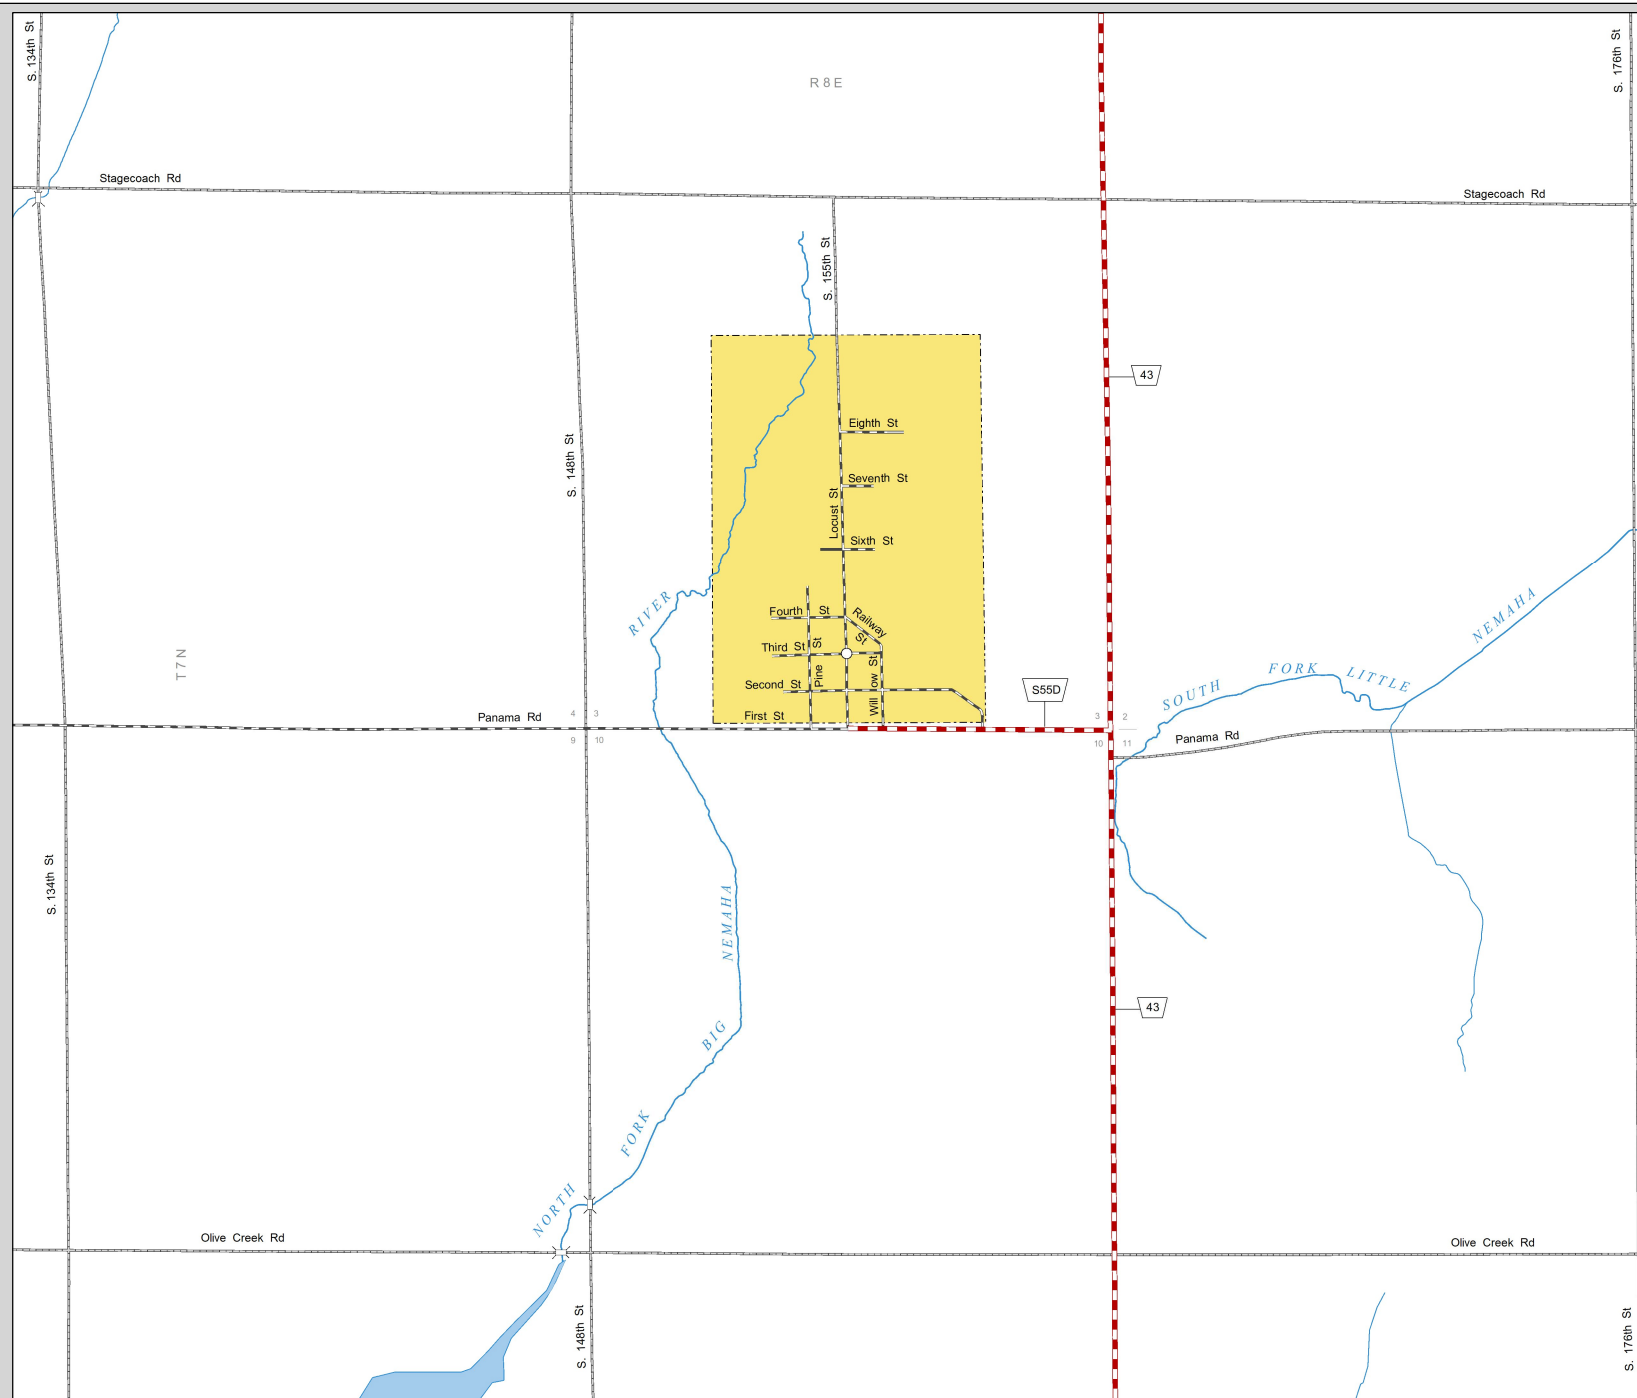 S. 134th St
S. 176th St
R 8 E
Stagecoach Rd
Stagecoach Rd
S. 155th St
43
Eighth St
S. 148th St
Seventh St
Locust St
Sixth St
RIVER
NEMAHA
Fourth St
Railway St
Third St
Pine St
Willow St
T 7 N
SOUTH FORK LITTLE
Second St
S55D
First St
Panama Rd
4 3
3 2
9 10
10 11
Panama Rd
S. 134th St
NEMAHA
43
BIG
FORK
NORTH
Olive Creek Rd
Olive Creek Rd
S. 148th St
S. 176th St